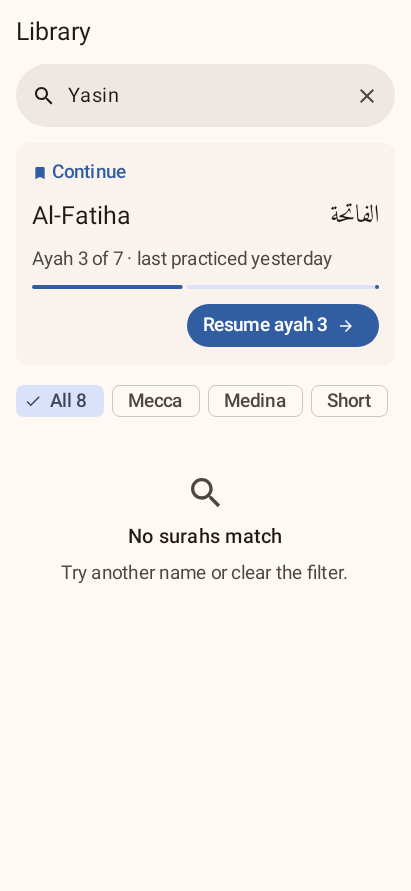 Library
Yasin
Continue
Al-Fatiha الفاتحة
Ayah 3 of 7 · last practiced yesterday
Resume ayah 3
All 8 Mecca Medina Short
No surahs match
Try another name or clear the filter.